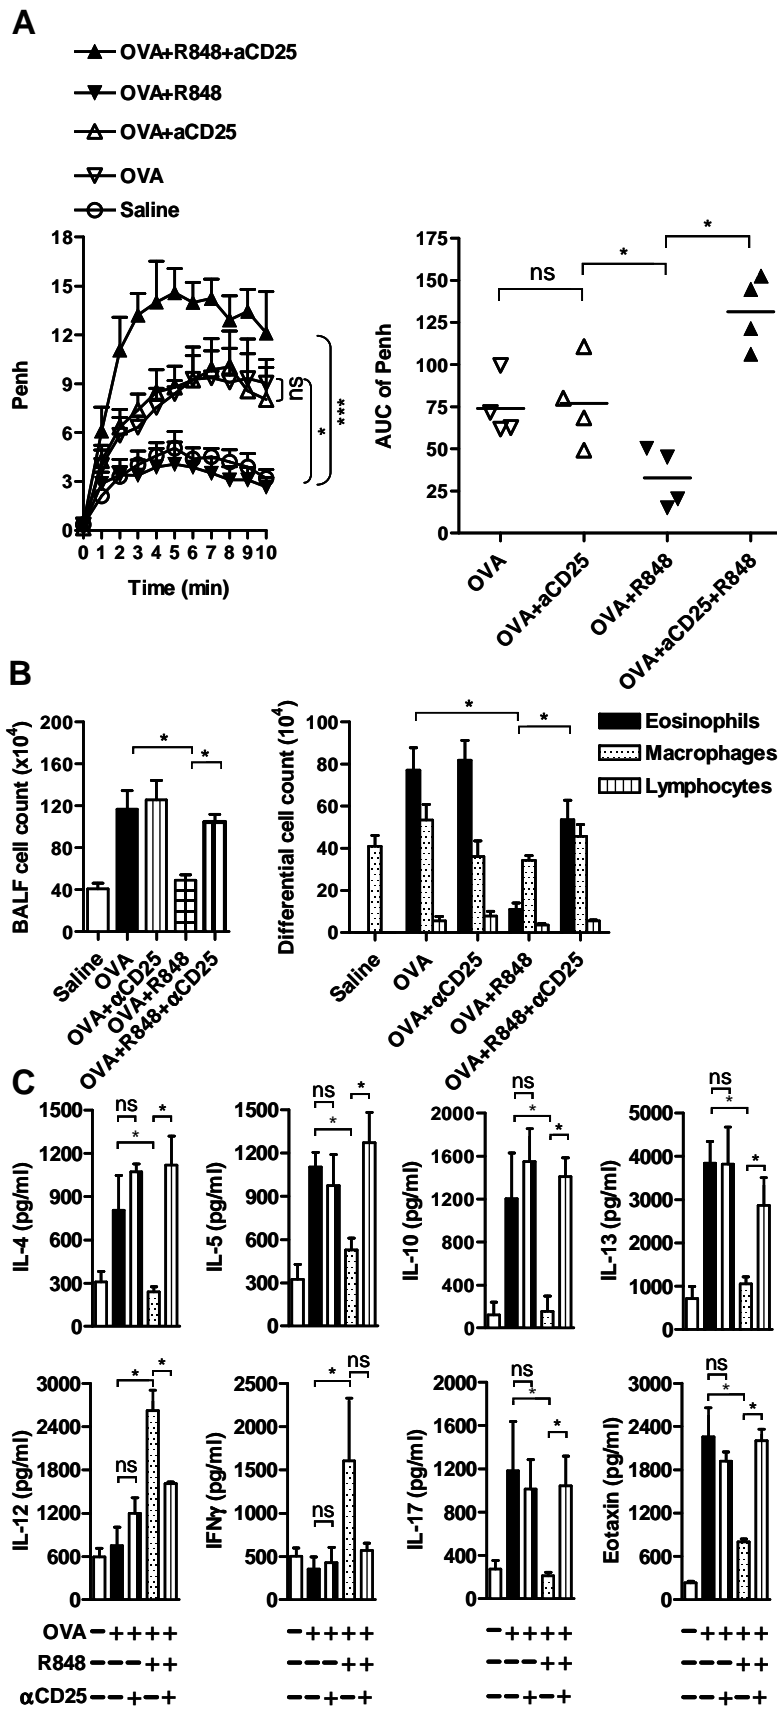 A
OVA+R848+aCD25
OVA+R848
OVA+aCD25
OVA
Saline
18
15
12
9
6
3
0
Penh
0 1 2 3 4 5 6 7 8 9 10
Time (min)
ns
*
***
175
150
125
100
75
50
25
0
AUC of Penh
ns
*
*
OVA
OVA+aCD25
OVA+R848
OVA+aCD25+R848
B
200
160
120
80
40
0
BALF cell count (x10⁴)
*
*
Saline
OVA
OVA+αCD25
OVA+R848
OVA+R848+αCD25
100
80
60
40
20
0
Differential cell count (10⁴)
*
*
Saline
OVA
OVA+αCD25
OVA+R848
OVA+R848+αCD25
Eosinophils
Macrophages
Lymphocytes
C
1500
1200
900
600
300
0
IL-4 (pg/ml)
ns
*
*
1500
1200
900
600
300
0
IL-5 (pg/ml)
ns
*
*
2000
1600
1200
800
400
0
IL-10 (pg/ml)
ns
*
*
5000
4000
3000
2000
1000
0
IL-13 (pg/ml)
ns
*
*
3000
2400
1800
1200
600
0
IL-12 (pg/ml)
ns
*
*
2500
2000
1500
1000
500
0
IFNγ (pg/ml)
ns
*
ns
2000
1600
1200
800
400
0
IL-17 (pg/ml)
ns
*
*
3000
2400
1800
1200
600
0
Eotaxin (pg/ml)
ns
*
*
OVA − + + + + − + + + + − + + + + − + + + +
R848 − − − + + − − − + + − − − + + − − − + +
αCD25 − − + − + − − + − + − − + − + − − + − +